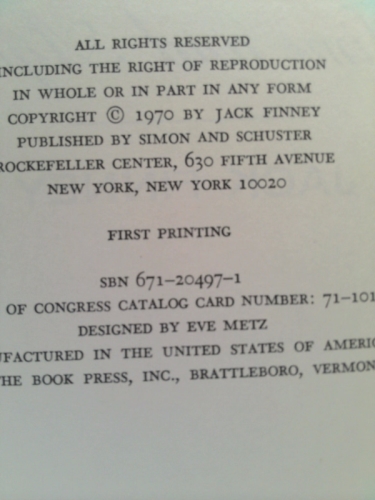 ALL RIGHTS RESERVED
INCLUDING THE RIGHT OF REPRODUCTION
IN WHOLE OR IN PART IN ANY FORM
COPYRIGHT © 1970 BY JACK FINNEY
PUBLISHED BY SIMON AND SCHUSTER
ROCKEFELLER CENTER, 630 FIFTH AVENUE
NEW YORK, NEW YORK 10020
FIRST PRINTING
SBN 671-20497-1
OF CONGRESS CATALOG CARD NUMBER: 71-101
DESIGNED BY EVE METZ
UFACTURED IN THE UNITED STATES OF AMERIC
THE BOOK PRESS, INC., BRATTLEBORO, VERMON